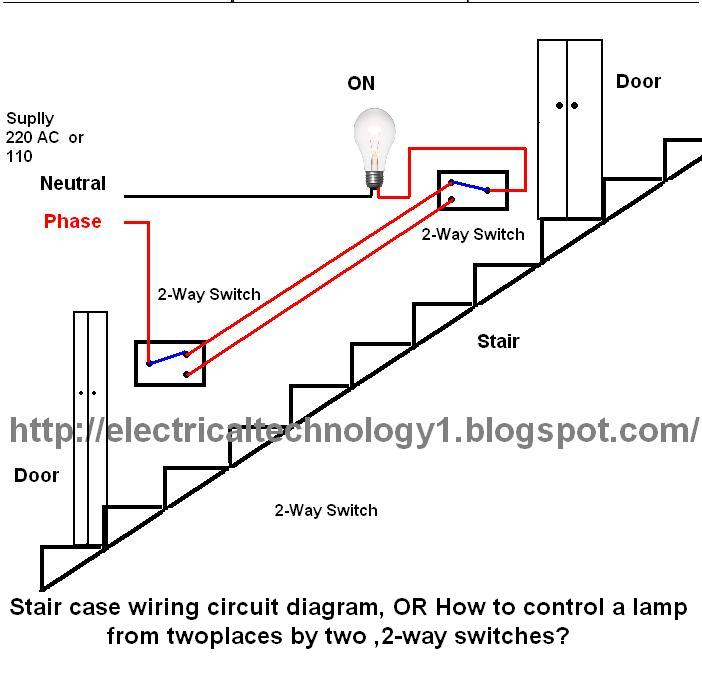 ON
Door
Suplly
220 AC or
110
Neutral
Phase
2-Way Switch
2-Way Switch
Stair
http://electricaltechnology1.blogspot.com/
Door
2-Way Switch
Stair case wiring circuit diagram, OR How to control a lamp
from twoplaces by two ,2-way switches?